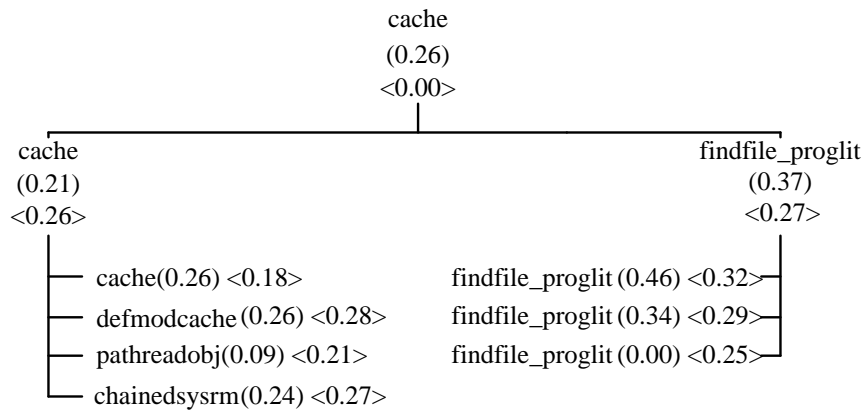 cache
(0.26)
<0.00>
cache
(0.21)
<0.26>
findfile_proglit
(0.37)
<0.27>
cache(0.26) <0.18>
defmodcache(0.26) <0.28>
pathreadobj(0.09) <0.21>
chainedsysrm(0.24) <0.27>
findfile_proglit (0.46) <0.32>
findfile_proglit (0.34) <0.29>
findfile_proglit (0.00) <0.25>